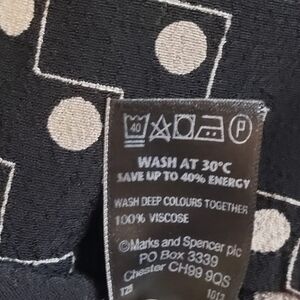 40 P
WASH AT 30°C
SAVE UP TO 40% ENERGY
WASH DEEP COLOURS TOGETHER
100% VISCOSE
©Marks and Spencer plc
PO Box 3339
Chester CH99 9QS